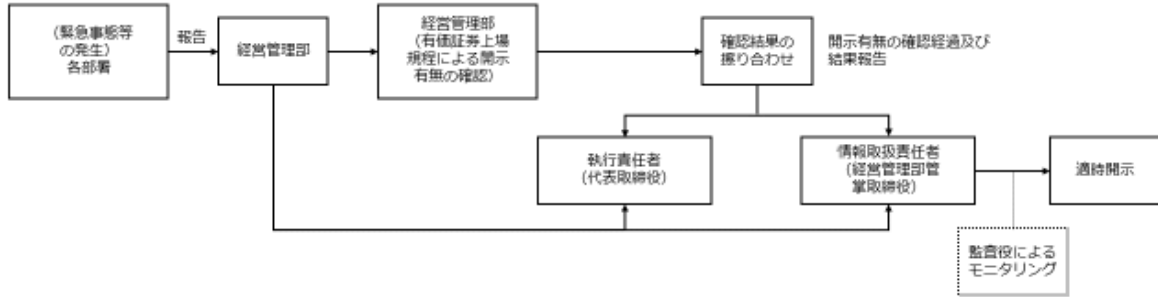 （緊急事態等
の発生）
各部署
報告
経営管理部
経営管理部
（有価証券上場
規程による開示
有無の確認）
確認結果の
擦り合わせ
開示有無の確認経過及び
結果報告
執行責任者
（代表取締役）
情報取扱責任者
（経営管理部管
掌取締役）
適時開示
監査役による
モニタリング